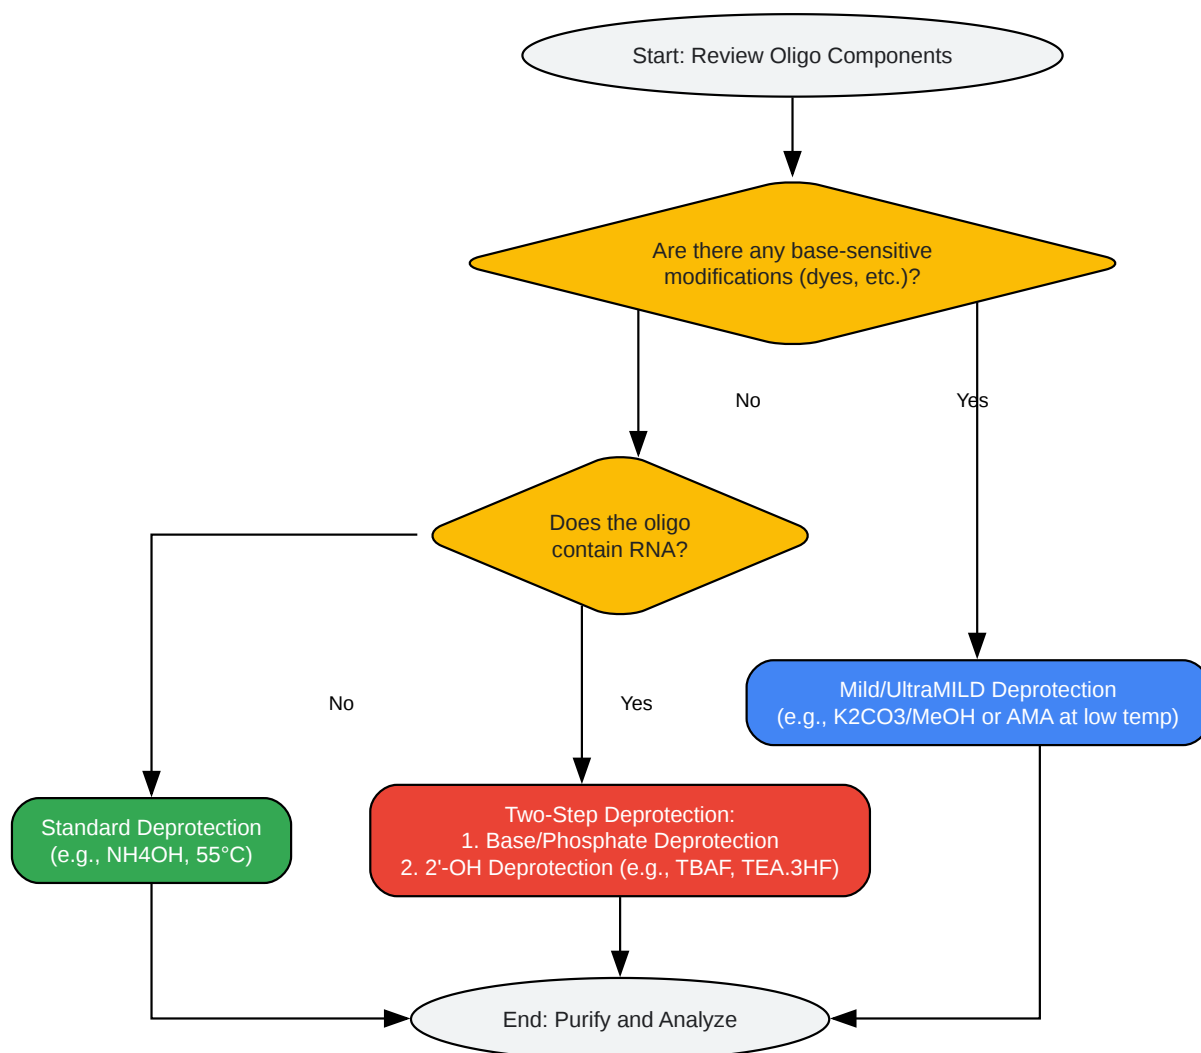 Start: Review Oligo Components
Are there any base-sensitive
modifications (dyes, etc.)?
No
Yes
Does the oligo
contain RNA?
No
Yes
Mild/UltraMILD Deprotection
(e.g., K2CO3/MeOH or AMA at low temp)
Standard Deprotection
(e.g., NH4OH, 55°C)
Two-Step Deprotection:
1. Base/Phosphate Deprotection
2. 2'-OH Deprotection (e.g., TBAF, TEA.3HF)
End: Purify and Analyze